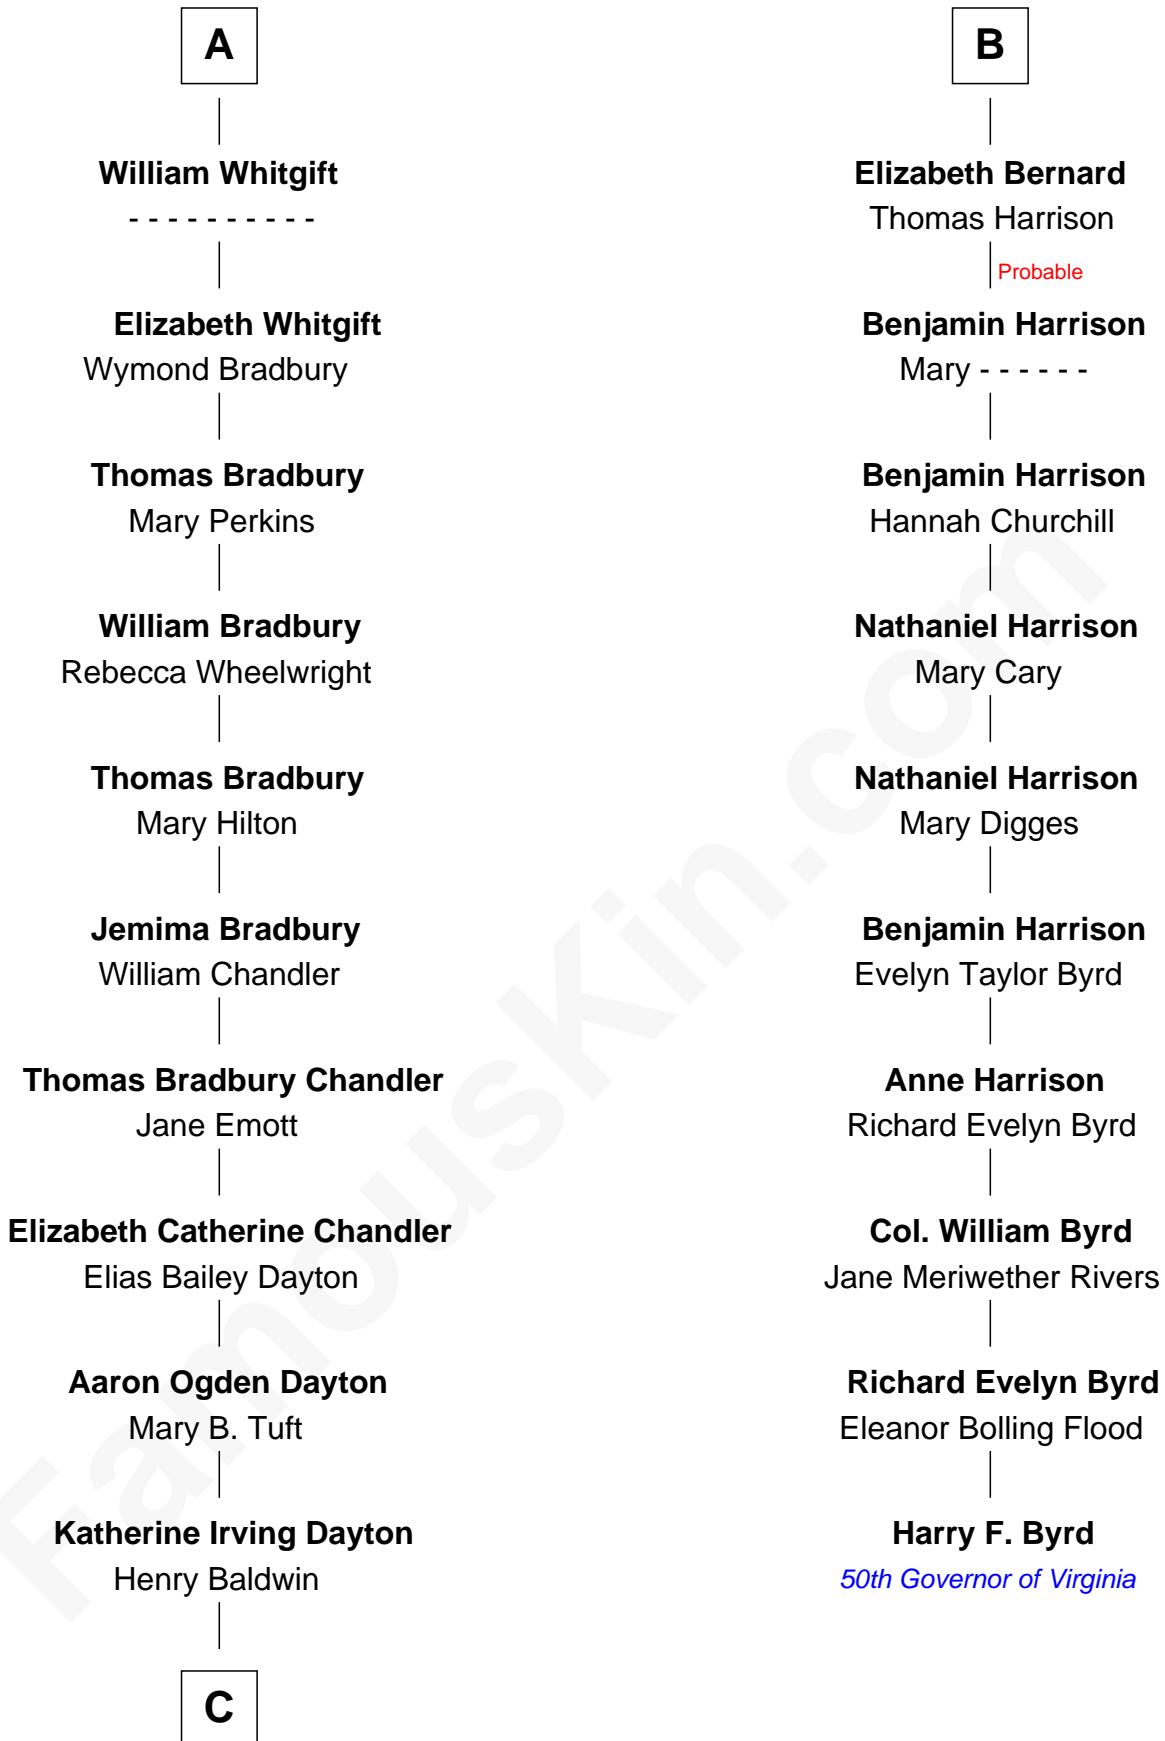 A
William Whitgift
- - - - - - - - - -
Elizabeth Whitgift
Wymond Bradbury
Thomas Bradbury
Mary Perkins
William Bradbury
Rebecca Wheelwright
Thomas Bradbury
Mary Hilton
Jemima Bradbury
William Chandler
Thomas Bradbury Chandler
Jane Emott
Elizabeth Catherine Chandler
Elias Bailey Dayton
Aaron Ogden Dayton
Mary B. Tuft
Katherine Irving Dayton
Henry Baldwin
C
B
Elizabeth Bernard
Thomas Harrison
Probable
Benjamin Harrison
Mary - - - - - -
Benjamin Harrison
Hannah Churchill
Nathaniel Harrison
Mary Cary
Nathaniel Harrison
Mary Digges
Benjamin Harrison
Evelyn Taylor Byrd
Anne Harrison
Richard Evelyn Byrd
Col. William Byrd
Jane Meriwether Rivers
Richard Evelyn Byrd
Eleanor Bolling Flood
Harry F. Byrd
50th Governor of Virginia
FamousKin.com